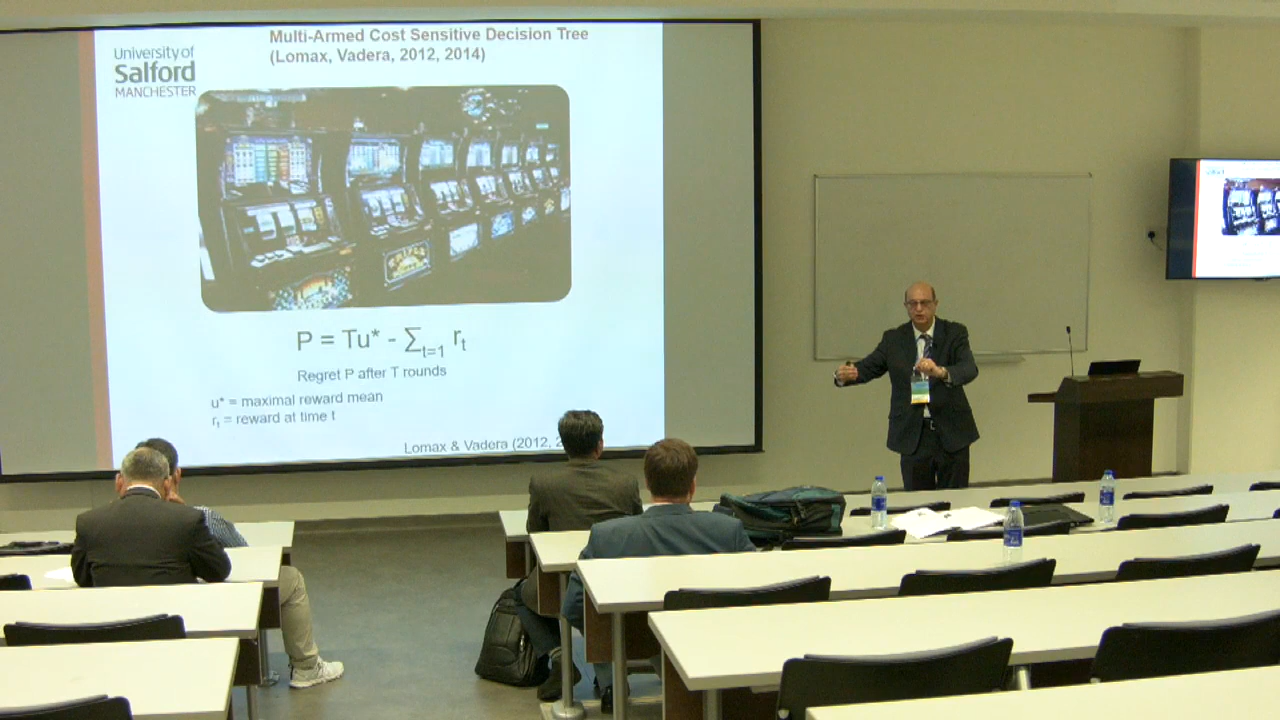 Multi-Armed Cost Sensitive Decision Tree
(Lomax, Vadera, 2012, 2014)
University of
Salford
MANCHESTER
P = Tu* - ∑t=1 rt
Regret P after T rounds
u* = maximal reward mean
rt = reward at time t
Lomax & Vadera (2012, 2